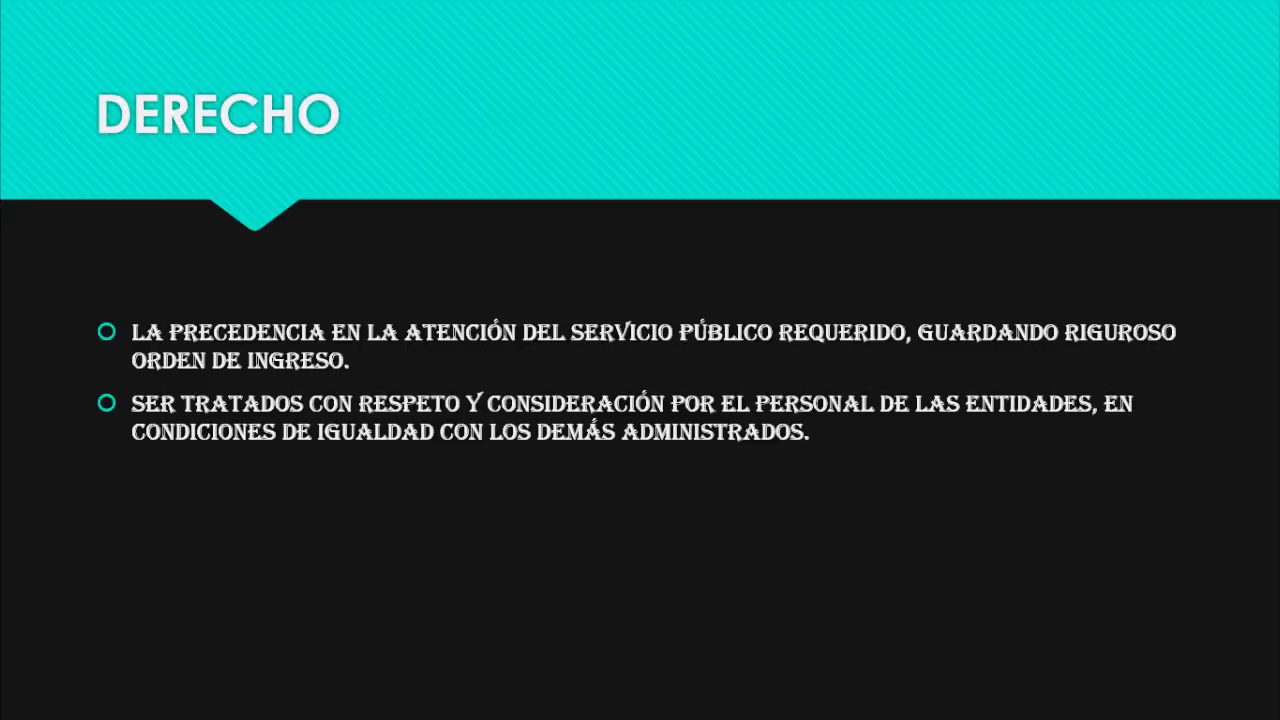 DERECHO
LA PRECEDENCIA EN LA ATENCIÓN DEL SERVICIO PÚBLICO REQUERIDO, GUARDANDO RIGUROSO
ORDEN DE INGRESO.
SER TRATADOS CON RESPETO Y CONSIDERACIÓN POR EL PERSONAL DE LAS ENTIDADES, EN
CONDICIONES DE IGUALDAD CON LOS DEMÁS ADMINISTRADOS.